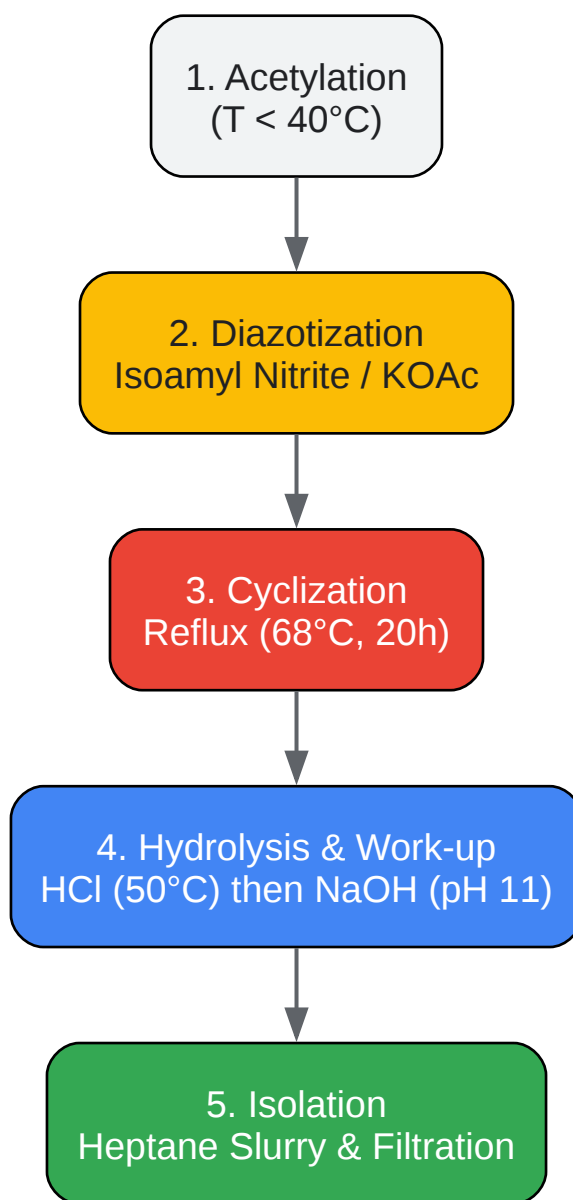 1. Acetylation
(T < 40°C)
2. Diazotization
Isoamyl Nitrite / KOAc
3. Cyclization
Reflux (68°C, 20h)
4. Hydrolysis & Work-up
HCl (50°C) then NaOH (pH 11)
5. Isolation
Heptane Slurry & Filtration